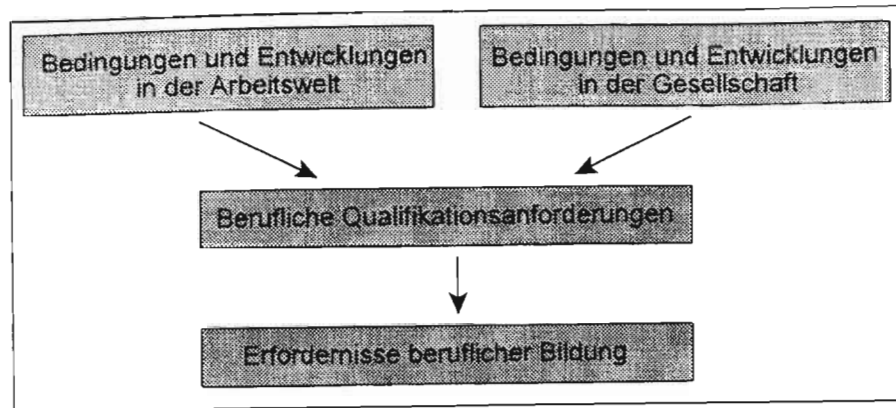 Bedingungen und Entwicklungen
in der Arbeitswelt
Bedingungen und Entwicklungen
in der Gesellschaft
Berufliche Qualifikationsanforderungen
Erfordernisse beruflicher Bildung